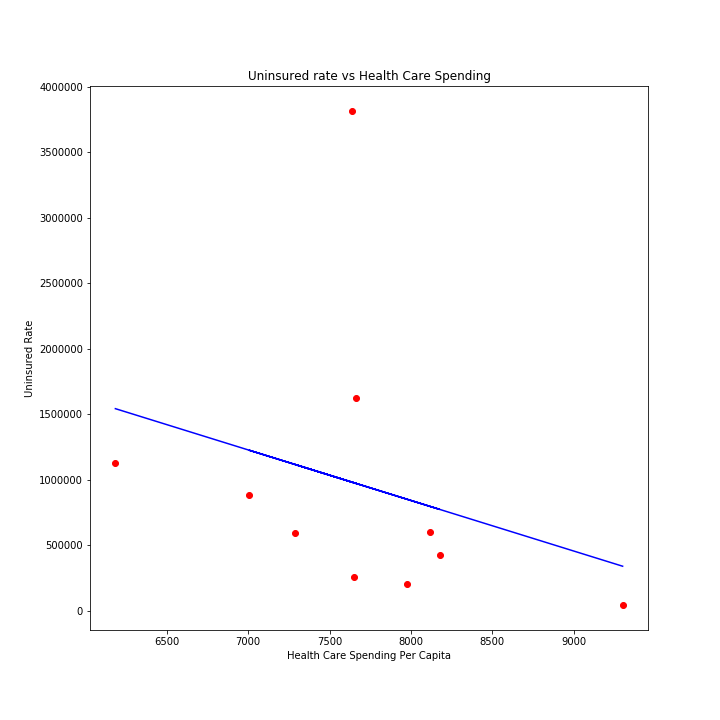 Uninsured rate vs Health Care Spending
4000000
3500000
3000000
2500000
2000000
1500000
1000000
500000
0
Uninsured Rate
6500 7000 7500 8000 8500 9000
Health Care Spending Per Capita